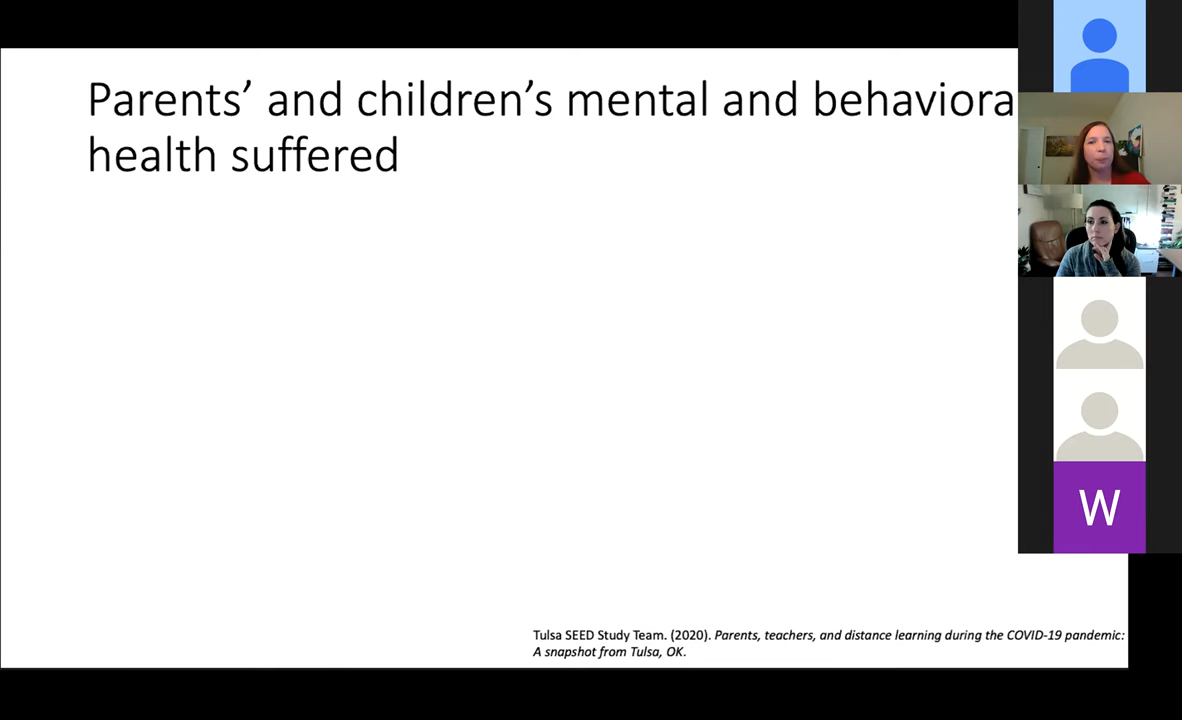 Parents’ and children’s mental and behaviora
health suffered
W
Tulsa SEED Study Team. (2020). Parents, teachers, and distance learning during the COVID-19 pandemic:
A snapshot from Tulsa, OK.